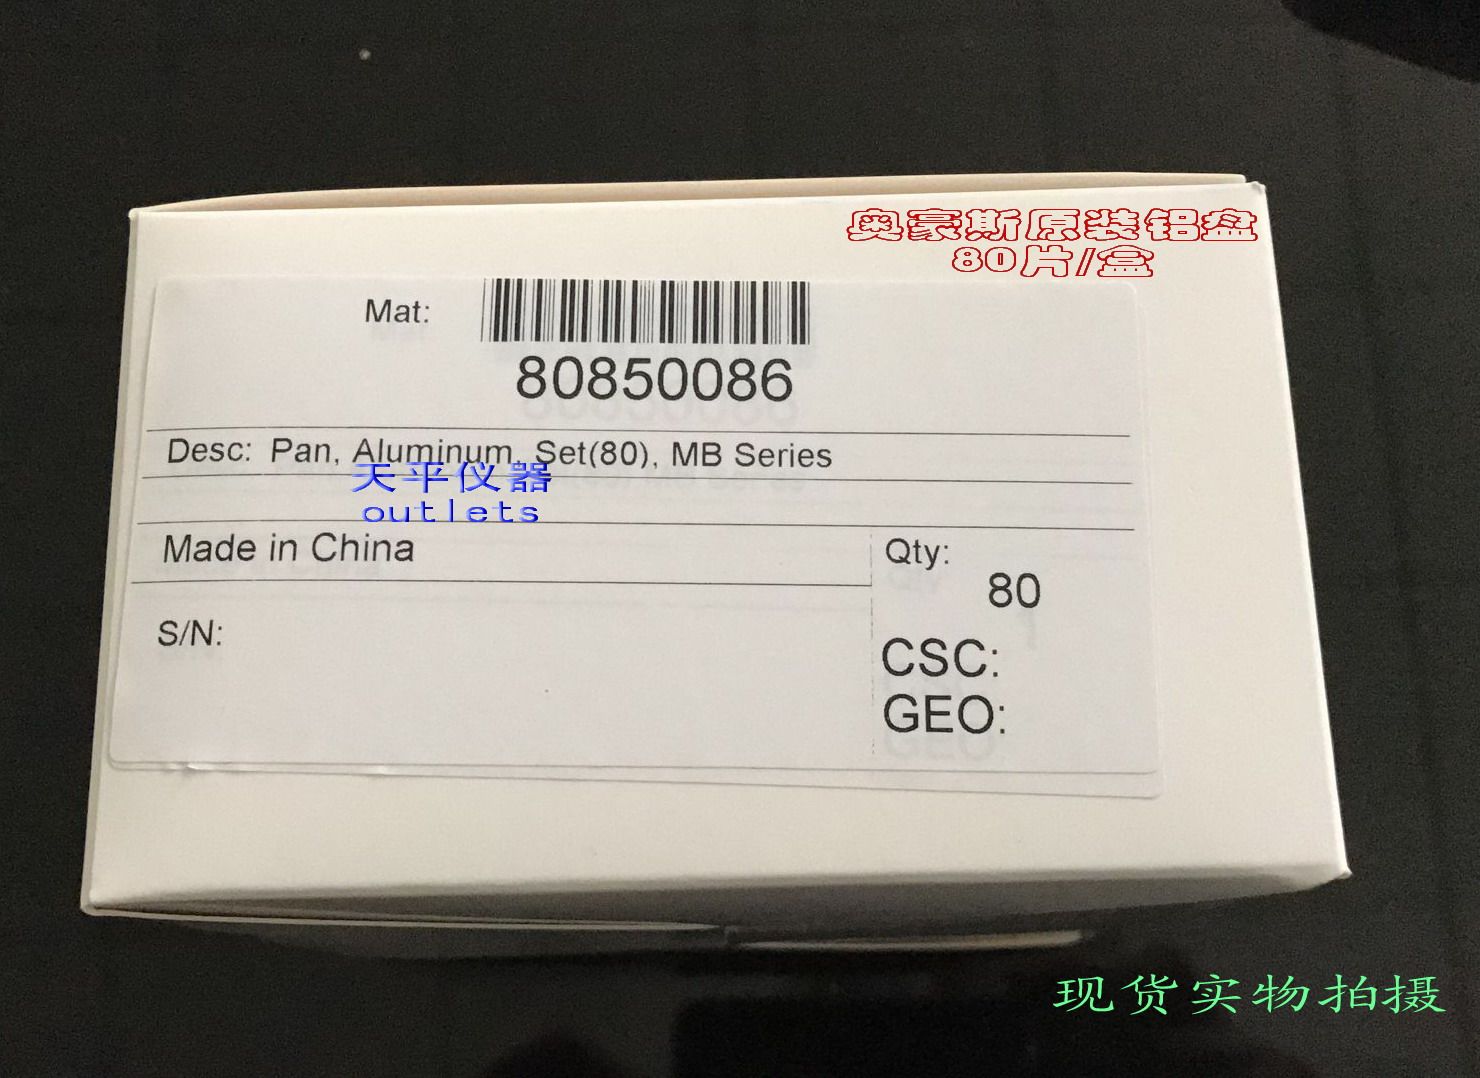 奥豪斯原装铝盘
80片/盒
Mat:
80850086
Desc: Pan, Aluminum, Set(80), MB Series
天平仪器
outlets
Made in China
Qty:
80
S/N:
CSC:
GEO:
现货实物拍摄